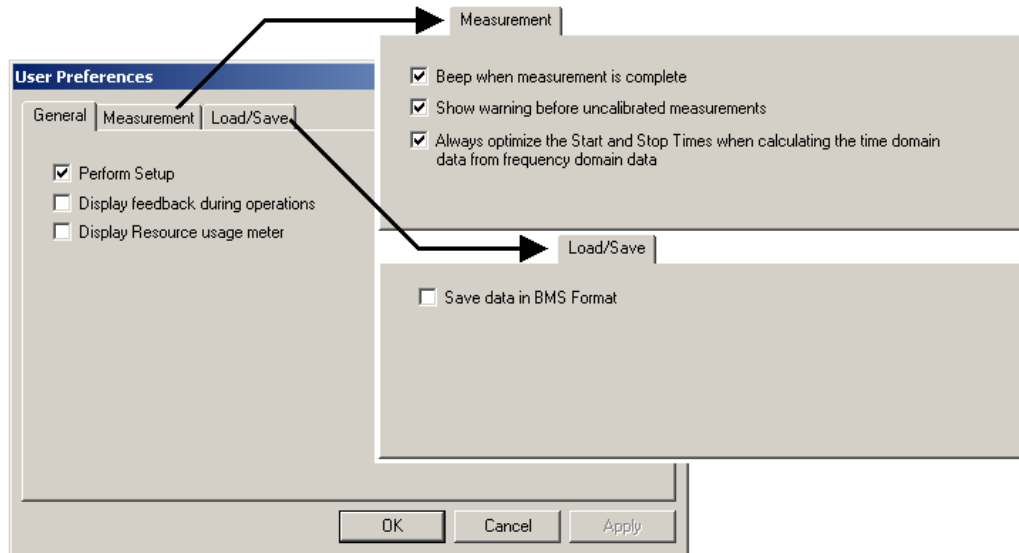 User Preferences
General
Measurement
Load/Save
Perform Setup
Display feedback during operations
Display Resource usage meter
Measurement
Beep when measurement is complete
Show warning before uncalibrated measurements
Always optimize the Start and Stop Times when calculating the time domain
data from frequency domain data
Load/Save
Save data in BMS Format
OK
Cancel
Apply